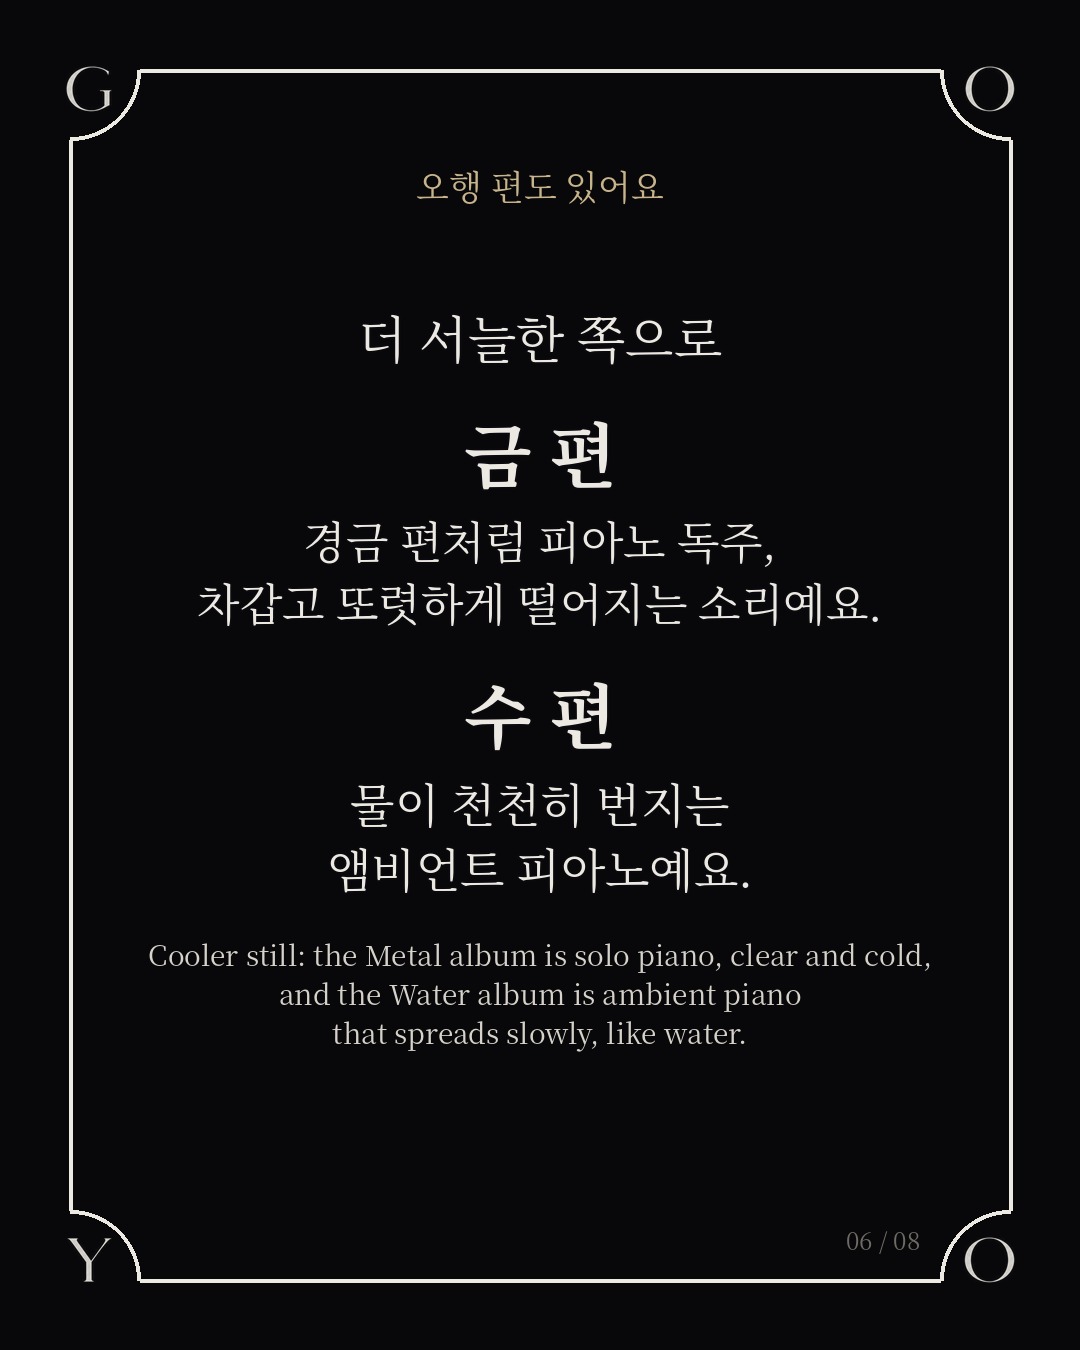 G O
오행 편도 있어요
더 서늘한 쪽으로
금 편
경금 편처럼 피아노 독주,
차갑고 또렷하게 떨어지는 소리예요.
수 편
물이 천천히 번지는
앰비언트 피아노예요.
Cooler still: the Metal album is solo piano, clear and cold,
and the Water album is ambient piano
that spreads slowly, like water.
06 / 08
Y O